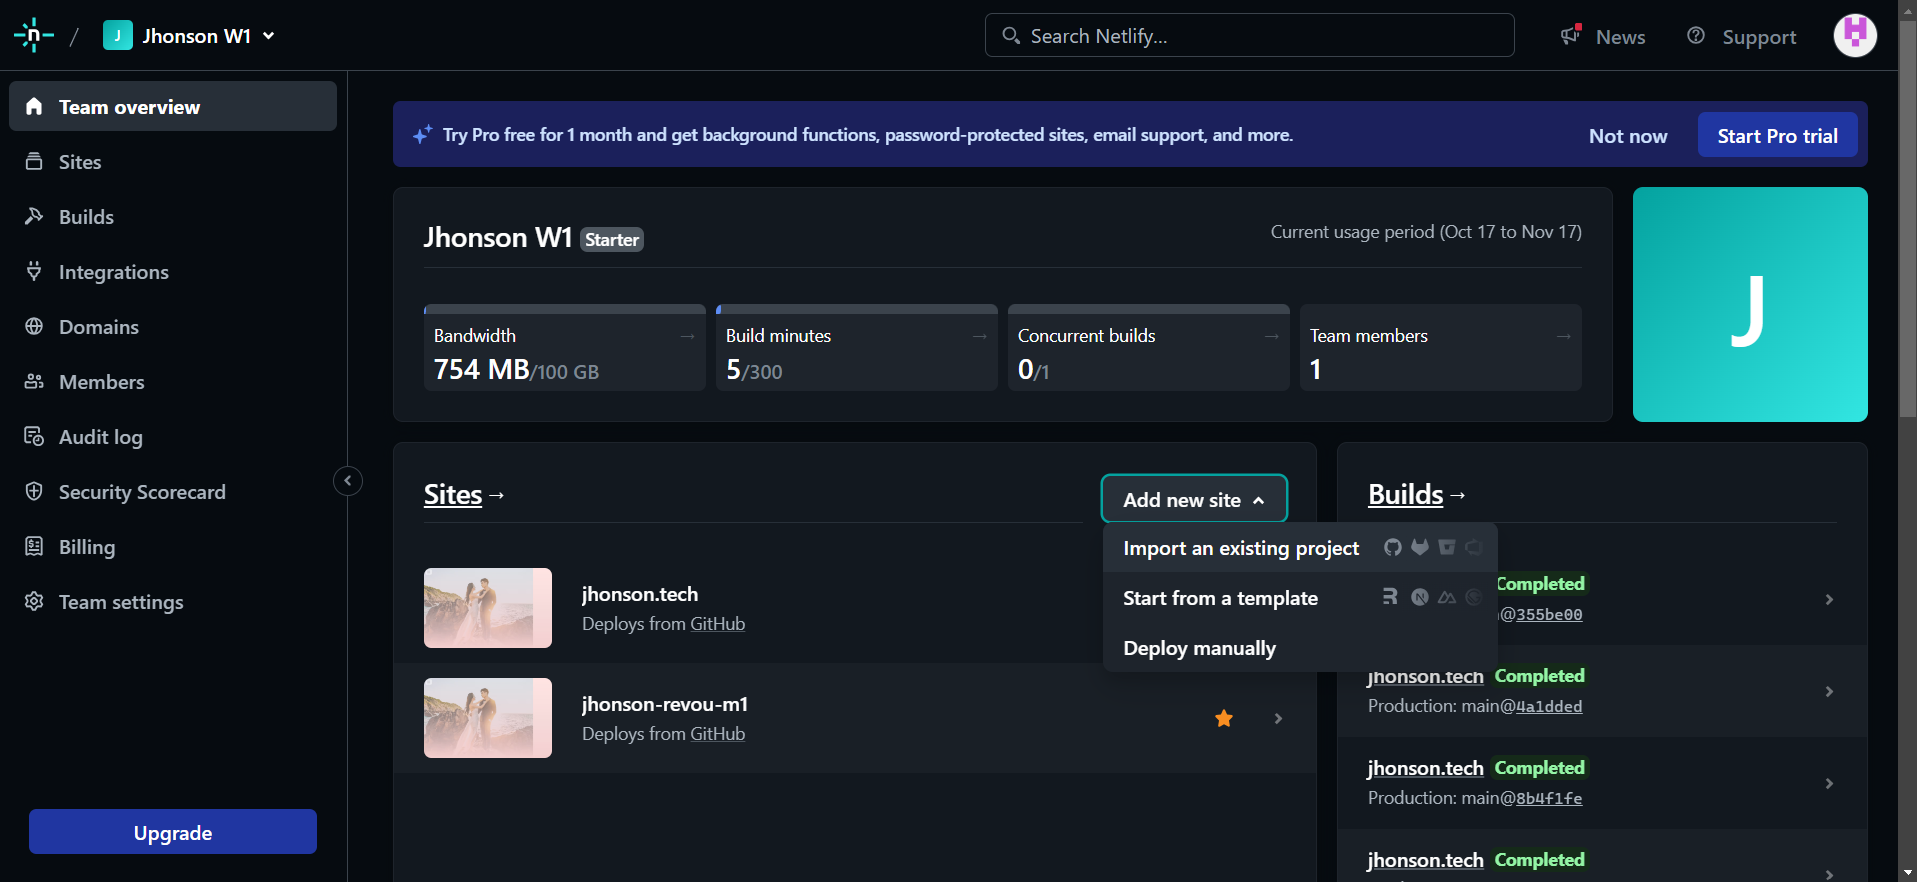 n / J Jhonson W1
Search Netlify...
News
Support
Team overview
Sites
Builds
Integrations
Domains
Members
Audit log
Security Scorecard
Billing
Team settings
Upgrade
Try Pro free for 1 month and get background functions, password-protected sites, email support, and more.
Not now
Start Pro trial
Jhonson W1 Starter
Current usage period (Oct 17 to Nov 17)
Bandwidth →
754 MB/100 GB
Build minutes →
5/300
Concurrent builds →
0/1
Team members →
1
J
Sites →
Add new site
Import an existing project
Start from a template
Deploy manually
jhonson.tech
Deploys from GitHub
jhonson-revou-m1
Deploys from GitHub
Builds →
Completed
@355be00
jhonson.tech Completed
Production: main@4a1dded
jhonson.tech Completed
Production: main@8b4f1fe
jhonson.tech Completed